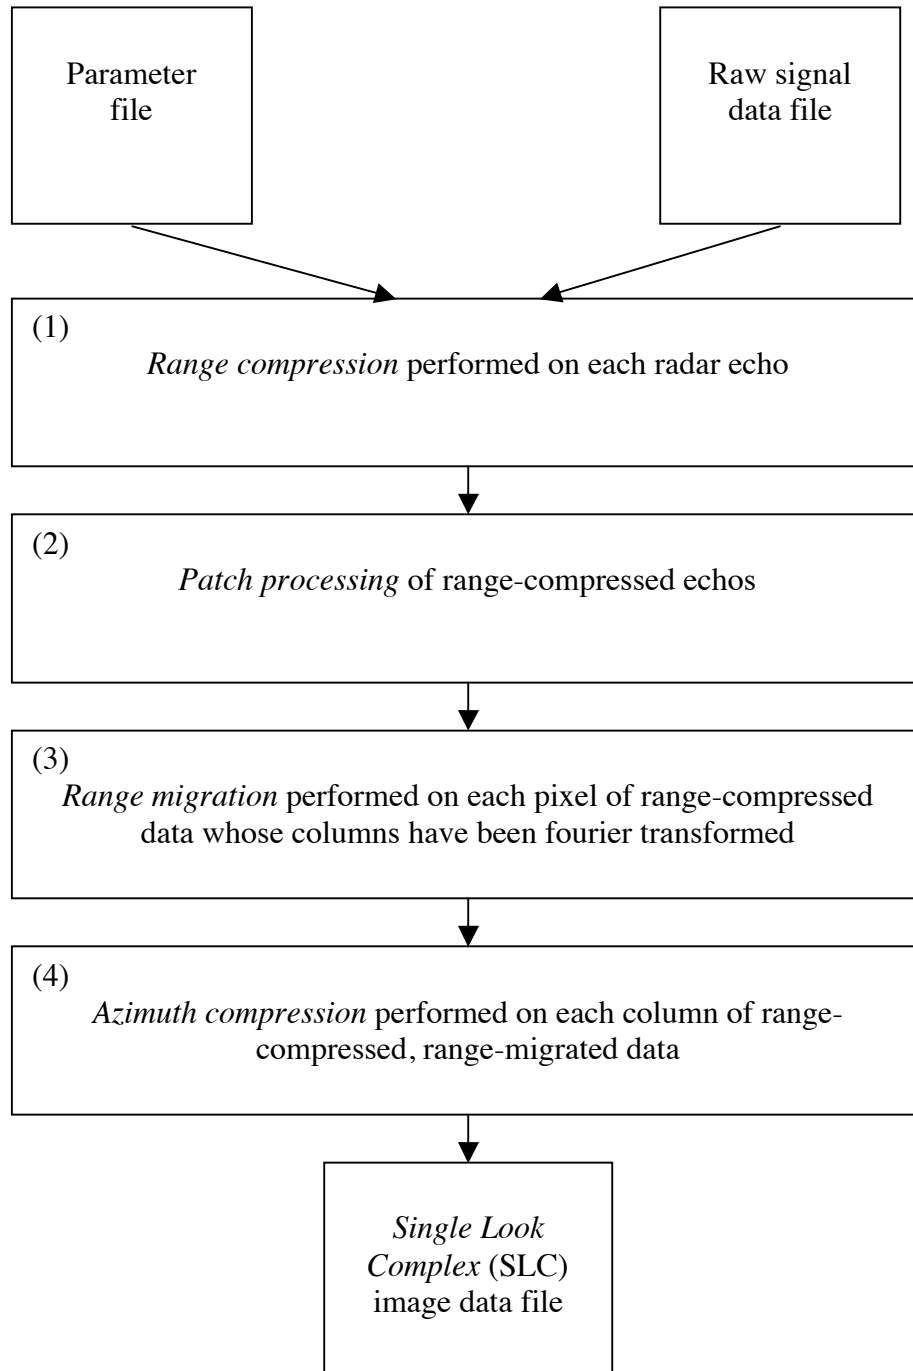 Parameter
file
Raw signal
data file
(1)
Range compression performed on each radar echo
(2)
Patch processing of range-compressed echos
(3)
Range migration performed on each pixel of range-compressed
data whose columns have been fourier transformed
(4)
Azimuth compression performed on each column of range-
compressed, range-migrated data
Single Look
Complex (SLC)
image data file